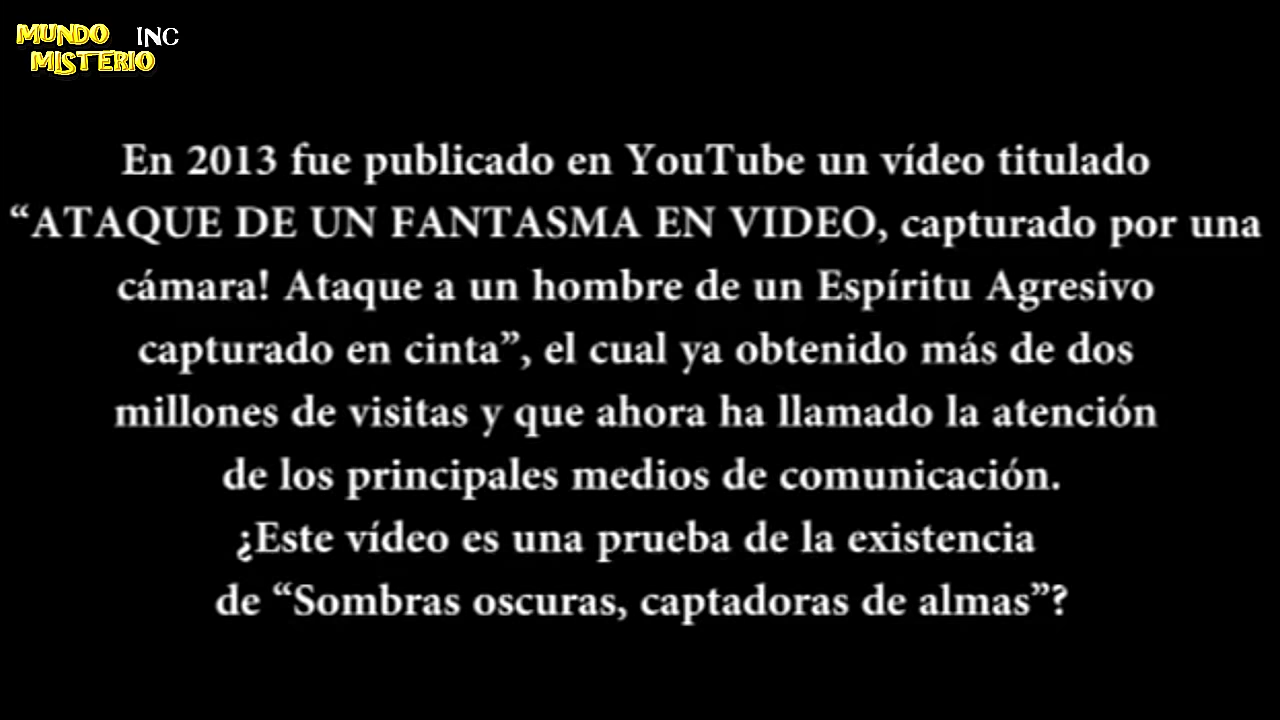 MUNDO INC
MISTERIO
En 2013 fue publicado en YouTube un vídeo titulado
“ATAQUE DE UN FANTASMA EN VIDEO, capturado por una
cámara! Ataque a un hombre de un Espíritu Agresivo
capturado en cinta”, el cual ya obtenido más de dos
millones de visitas y que ahora ha llamado la atención
de los principales medios de comunicación.
¿Este vídeo es una prueba de la existencia
de “Sombras oscuras, captadoras de almas”?